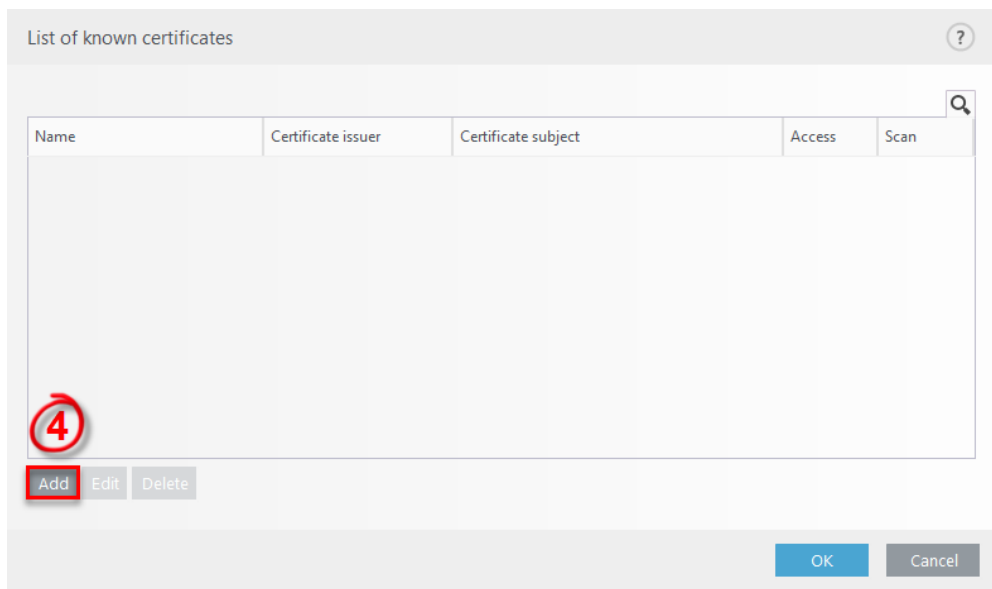 List of known certificates ?
Name Certificate issuer Certificate subject Access Scan
4
Add Edit Delete
OK Cancel